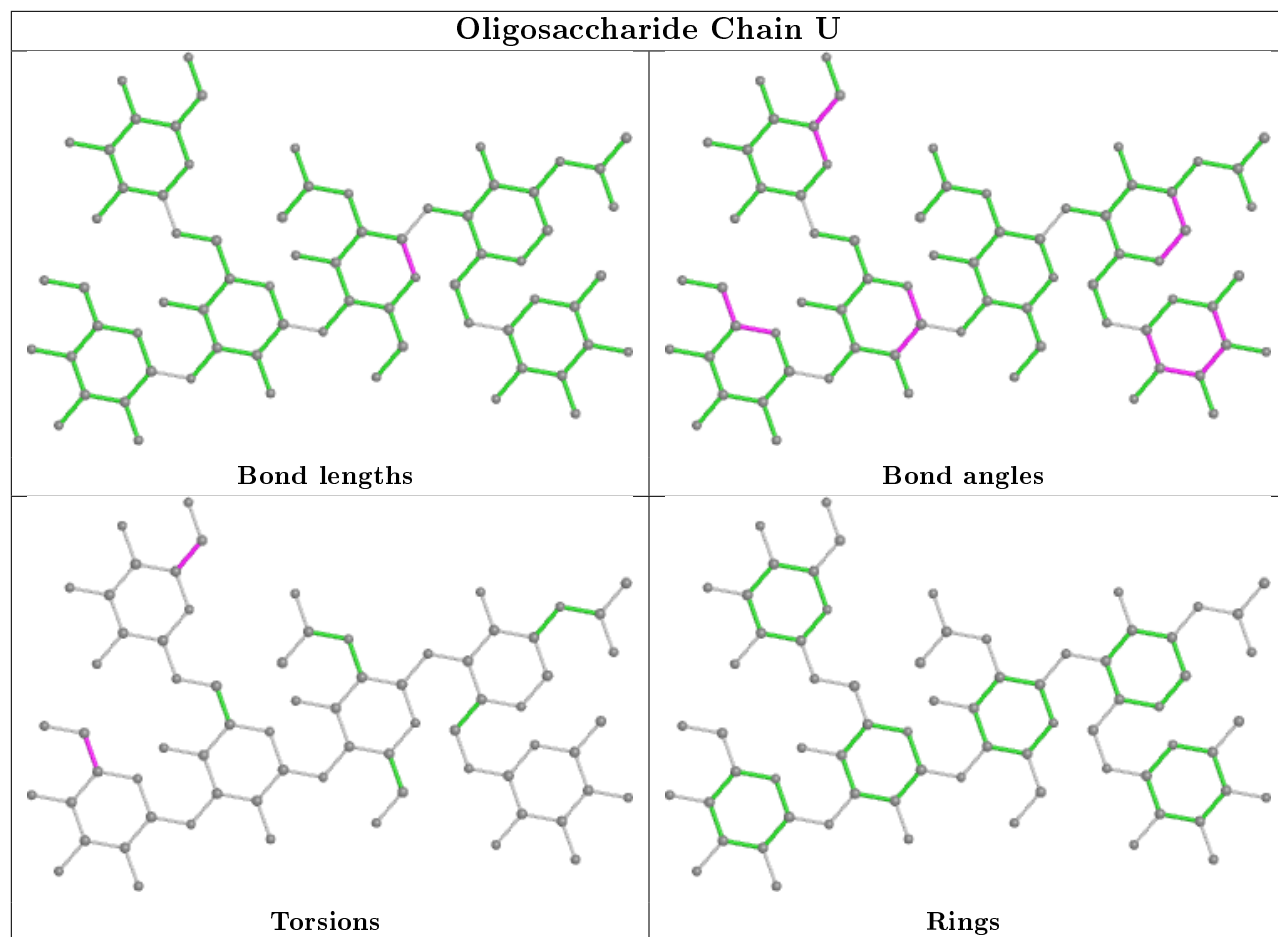 Oligosaccharide Chain U
Bond lengths
Bond angles
Torsions
Rings